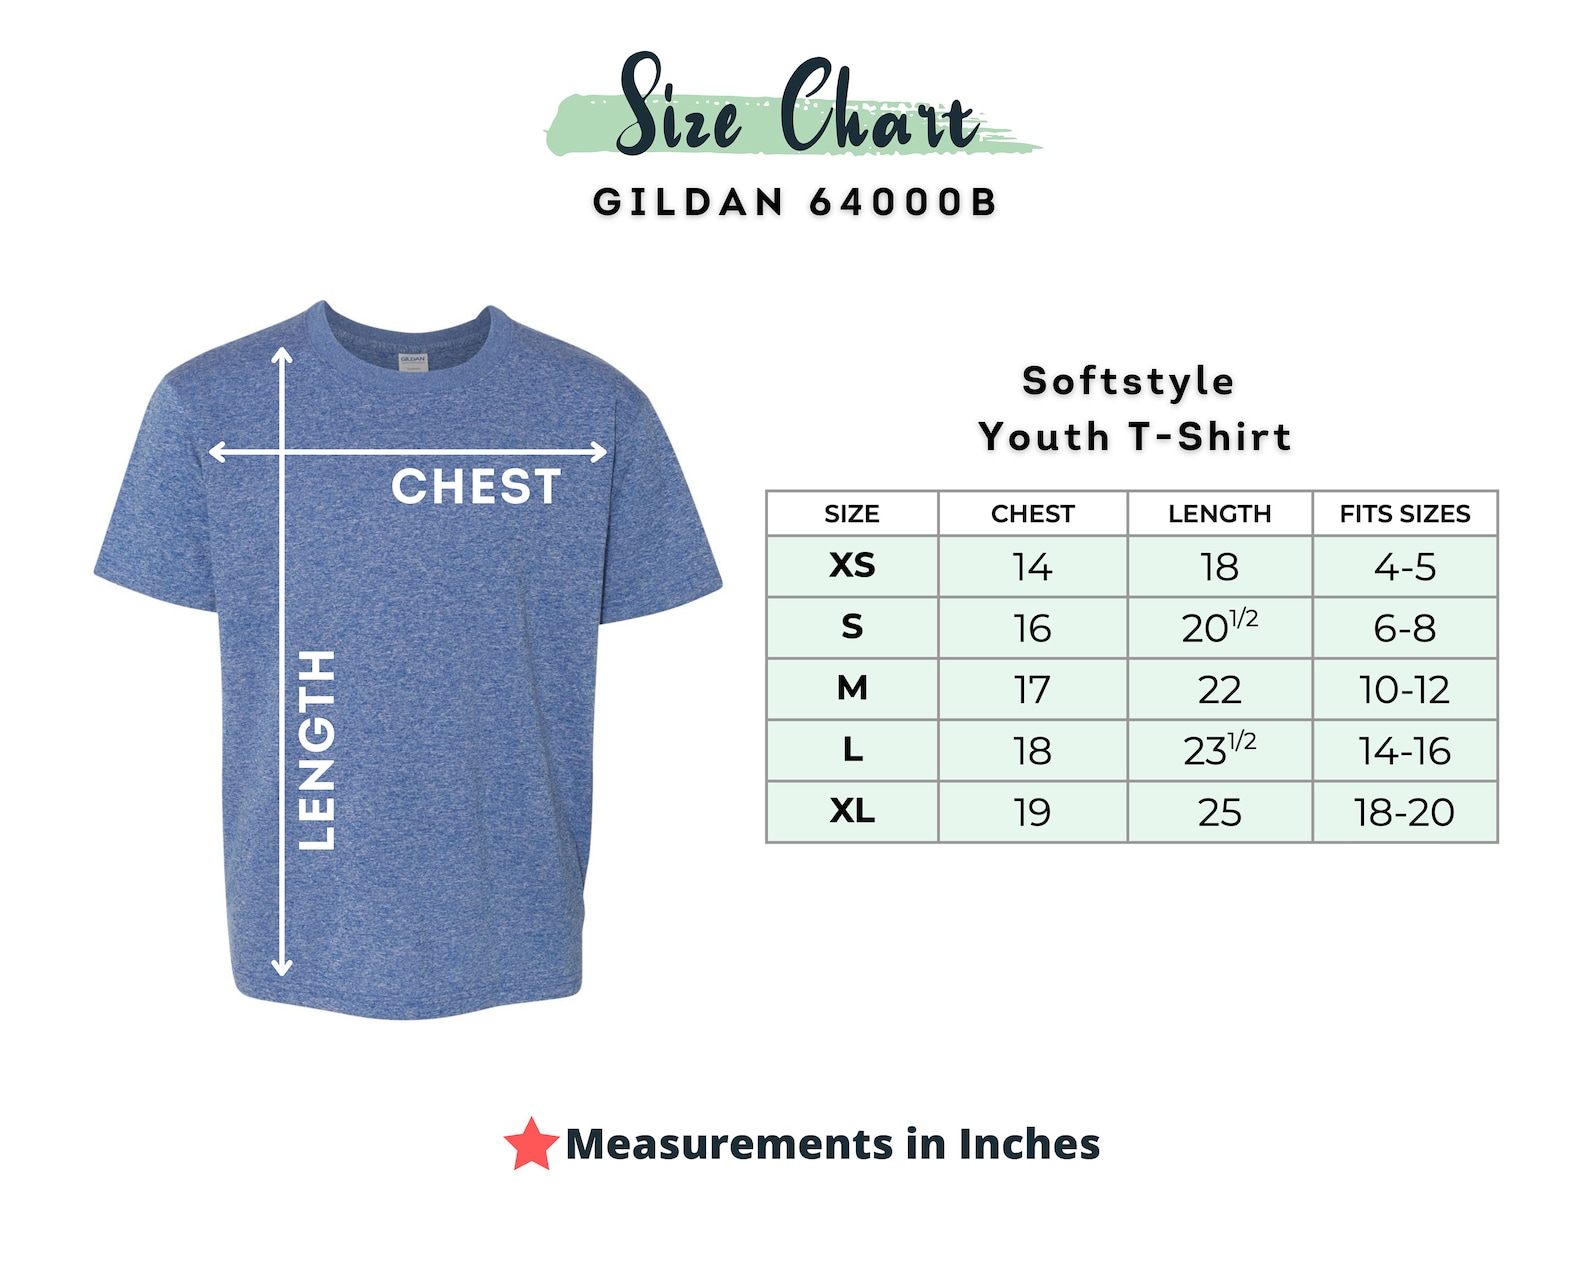 Size Chart
GILDAN 64000B
GILDAN
CHEST
LENGTH
Softstyle
Youth T-Shirt
SIZE CHEST LENGTH FITS SIZES
XS 14 18 4-5
S 16 20 1/2 6-8
M 17 22 10-12
L 18 23 1/2 14-16
XL 19 25 18-20
Measurements in Inches